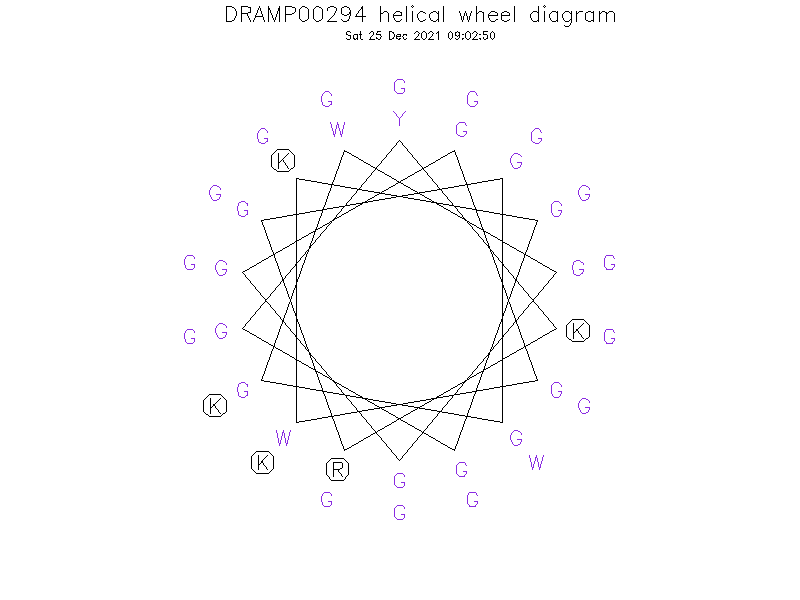 DRAMP00294 helical wheel diagram
Sat 25 Dec 2021 09:02:50
G
G G
Y
W G
G G
K G
G G
G G
G G G G
G G K G
G G
K G
W G
K W
R G
G
G G
G